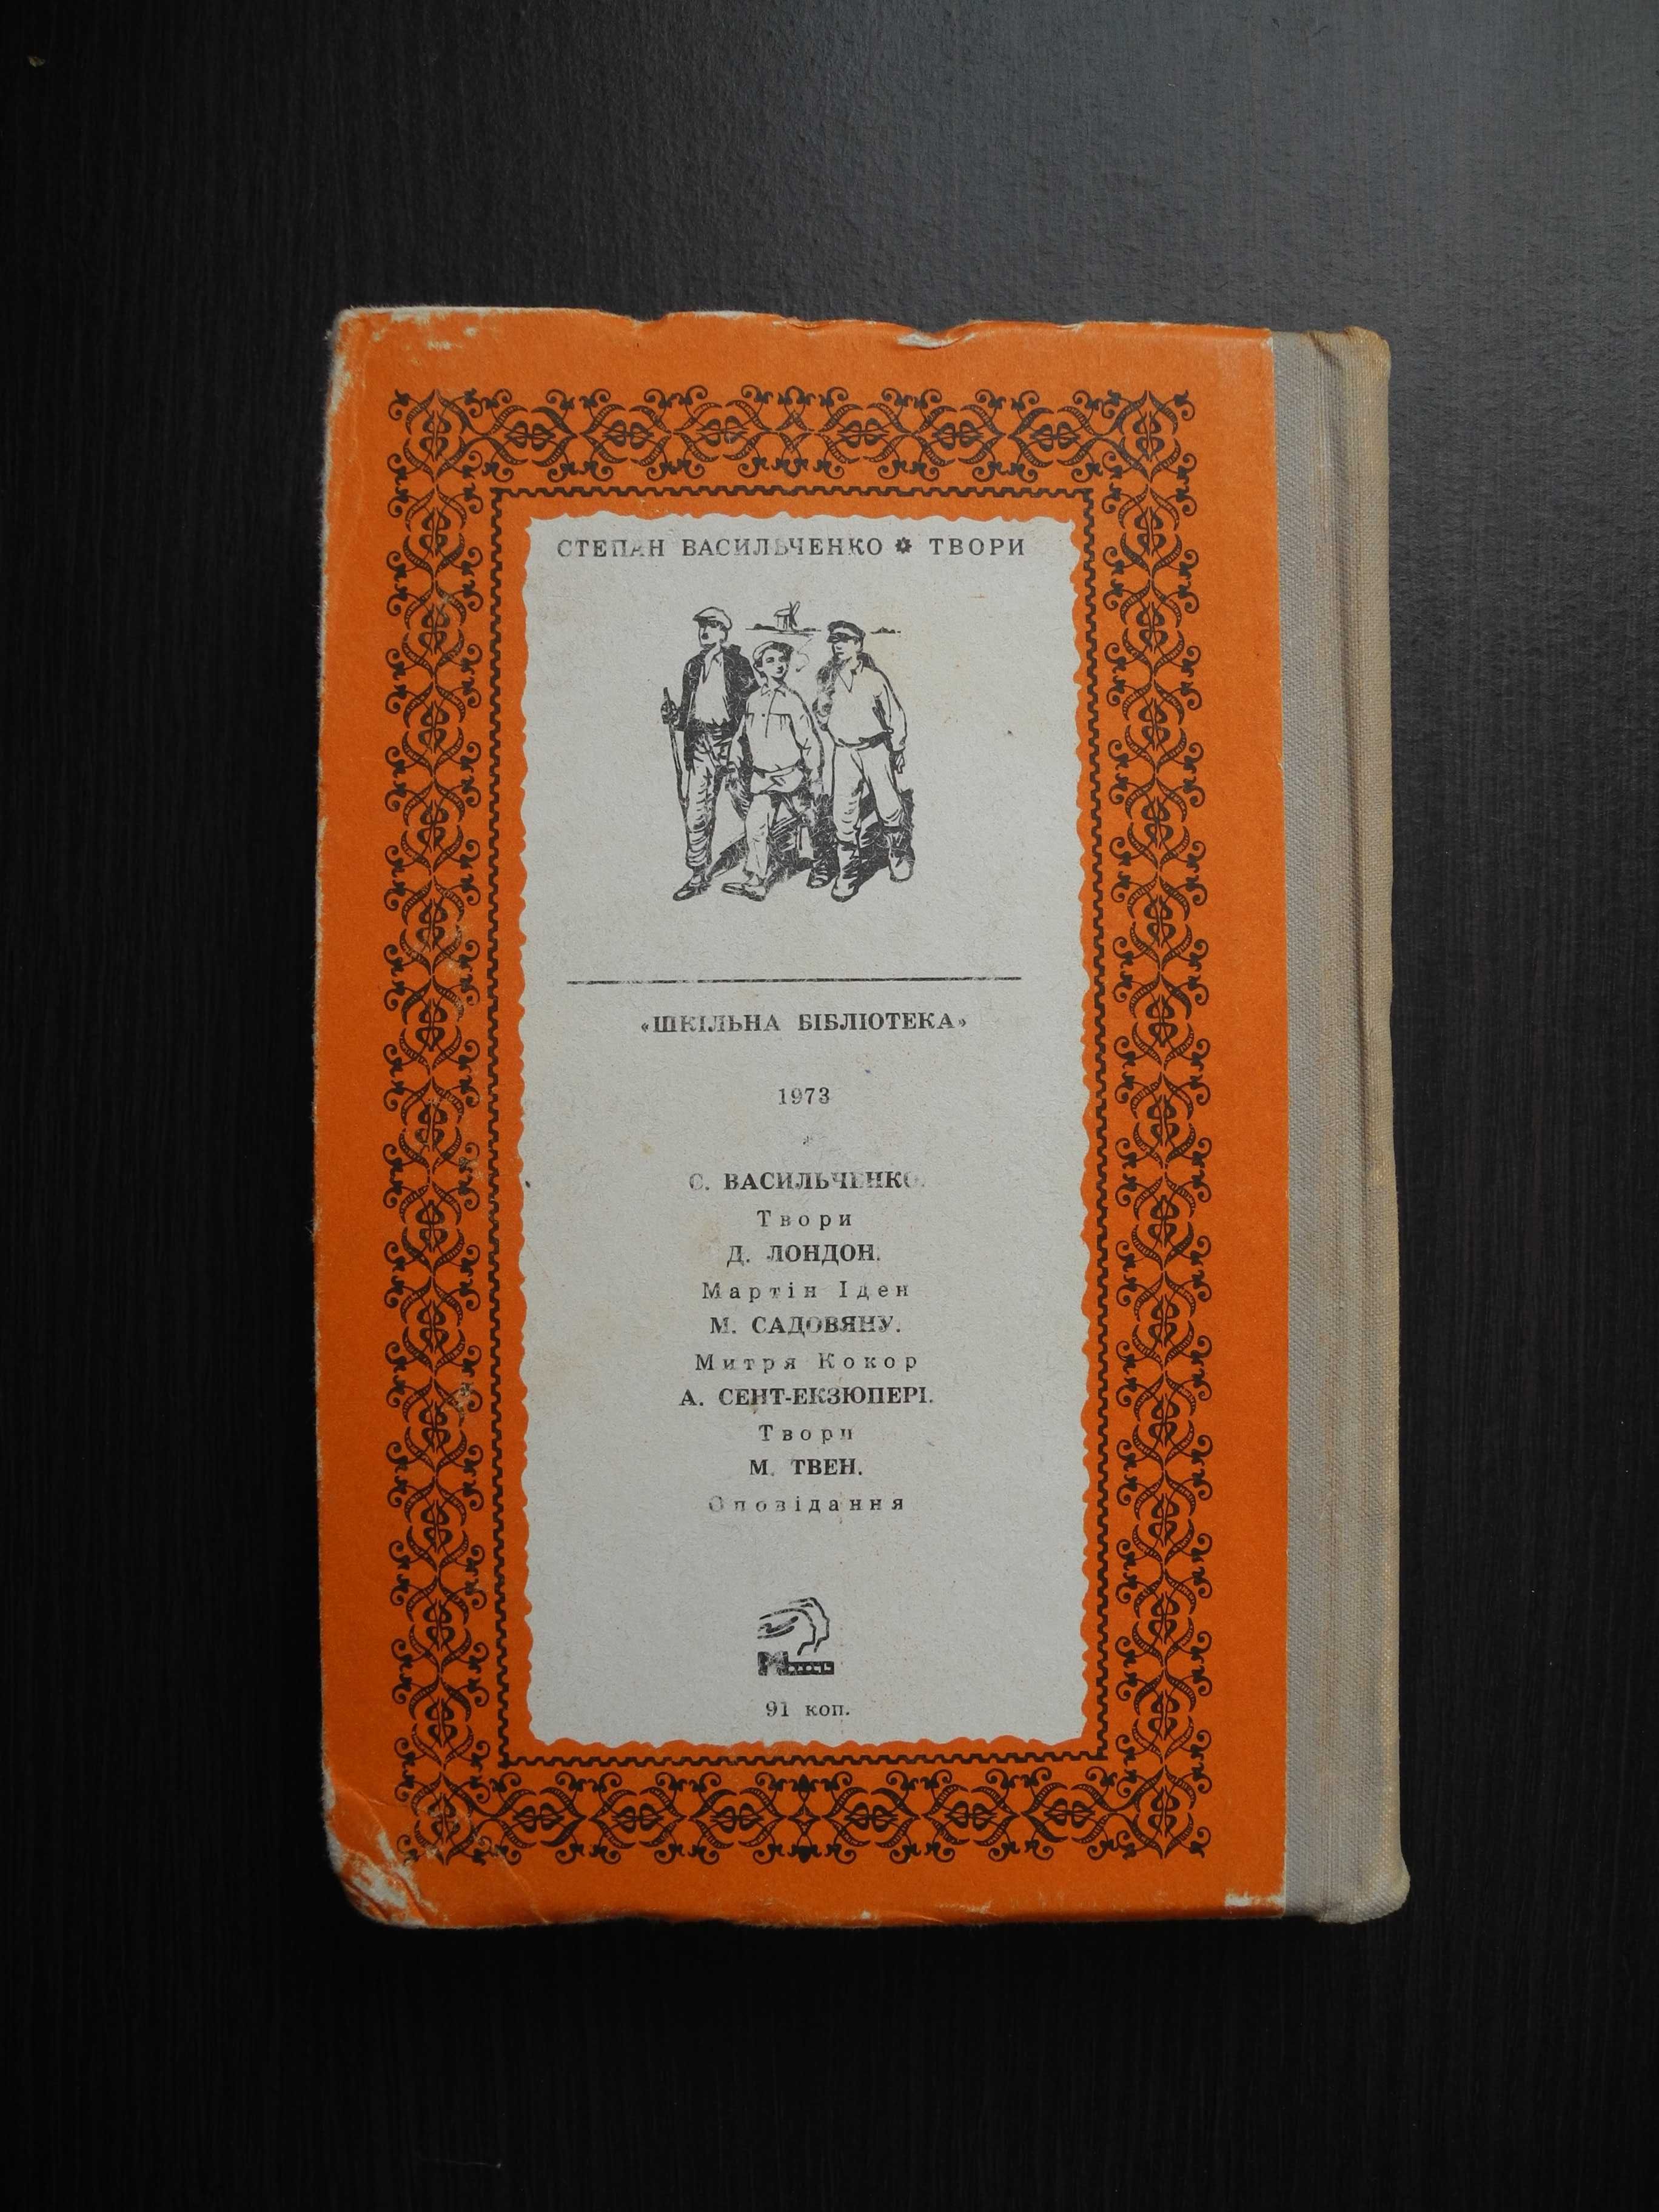 СТЕПАН ВАСИЛЬЧЕНКО ✽ ТВОРИ
«ШКІЛЬНА БІБЛІОТЕКА»
1973
*
С. ВАСИЛЬЧЕНКО.
Твори
Д. ЛОНДОН.
Мартін Іден
М. САДОВЯНУ.
Митря Кокор
А. СЕНТ-ЕКЗЮПЕРІ.
Твори
М. ТВЕН.
Оповідання
91 коп.